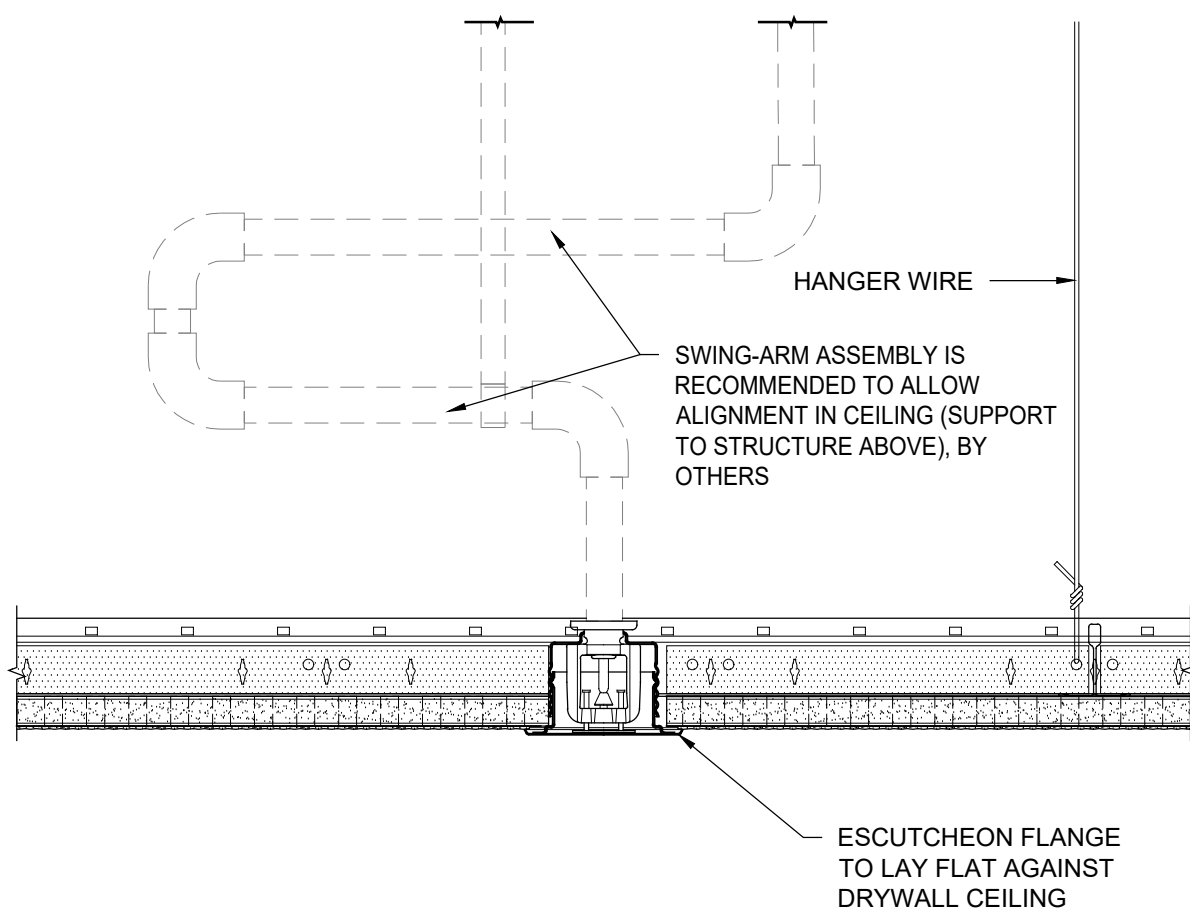 HANGER WIRE
SWING-ARM ASSEMBLY IS
RECOMMENDED TO ALLOW
ALIGNMENT IN CEILING (SUPPORT
TO STRUCTURE ABOVE), BY
OTHERS
ESCUTCHEON FLANGE
TO LAY FLAT AGAINST
DRYWALL CEILING